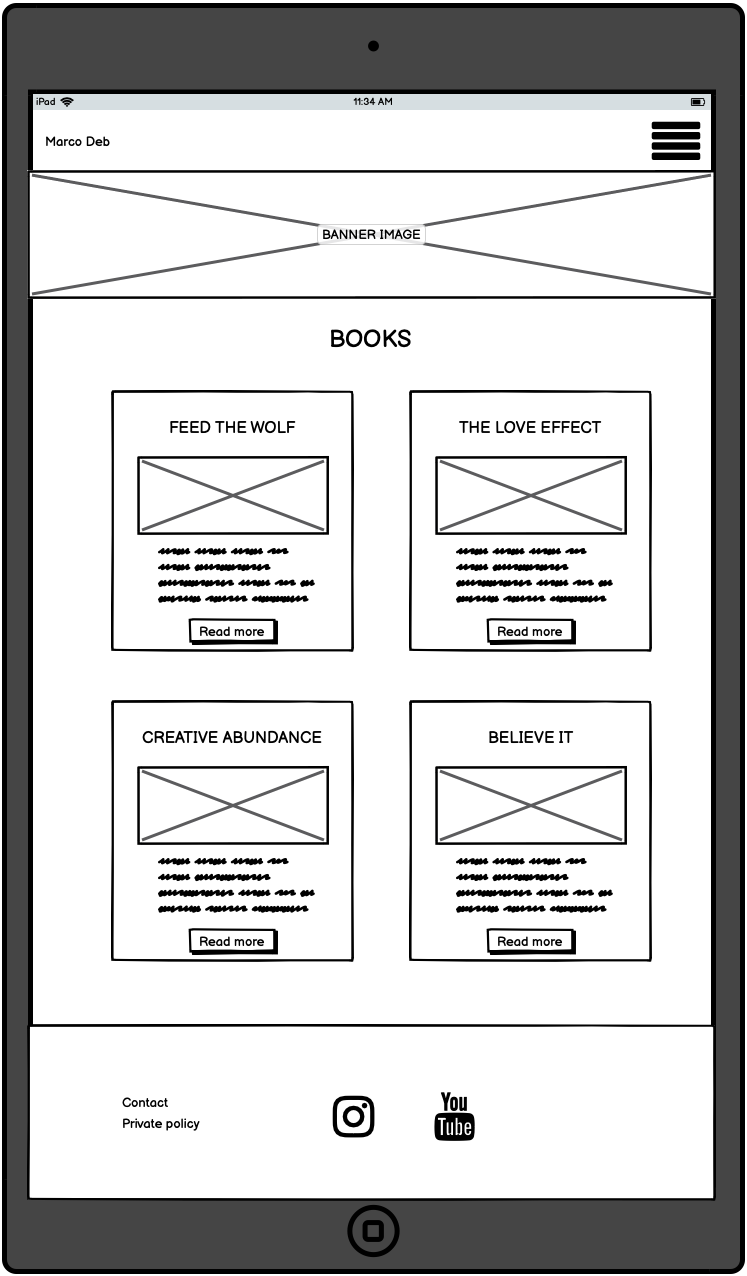 iPad 11:34 AM
Marco Deb
BANNER IMAGE
BOOKS
FEED THE WOLF
Read more
THE LOVE EFFECT
Read more
CREATIVE ABUNDANCE
Read more
BELIEVE IT
Read more
Contact
Private policy
You
Tube